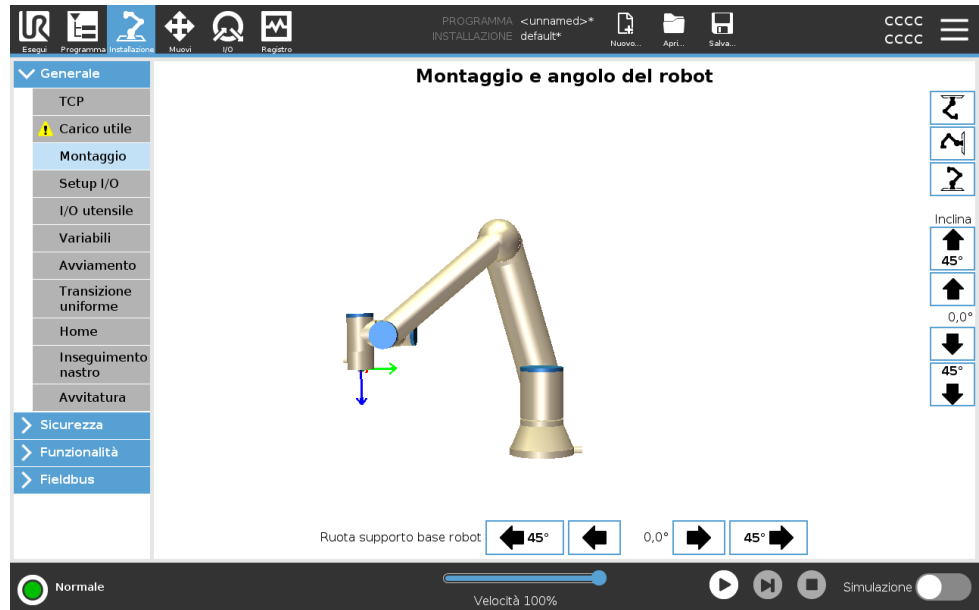 PROGRAMMA <unnamed>*
INSTALLAZIONE default*
CCCC
CCCC
Esegui Programma Installazione Muovi I/O Registro Nuovo... Apri... Salva...
Generale
Montaggio e angolo del robot
TCP
Carico utile
Montaggio
Setup I/O
I/O utensile
Variabili
Avviamento
Transizione
uniforme
Home
Inseguimento
nastro
Avvitatura
Sicurezza
Funzionalità
Fieldbus
Inclina
45°
0,0°
45°
Ruota supporto base robot 45° 0,0° 45°
Normale
Velocità 100%
Simulazione